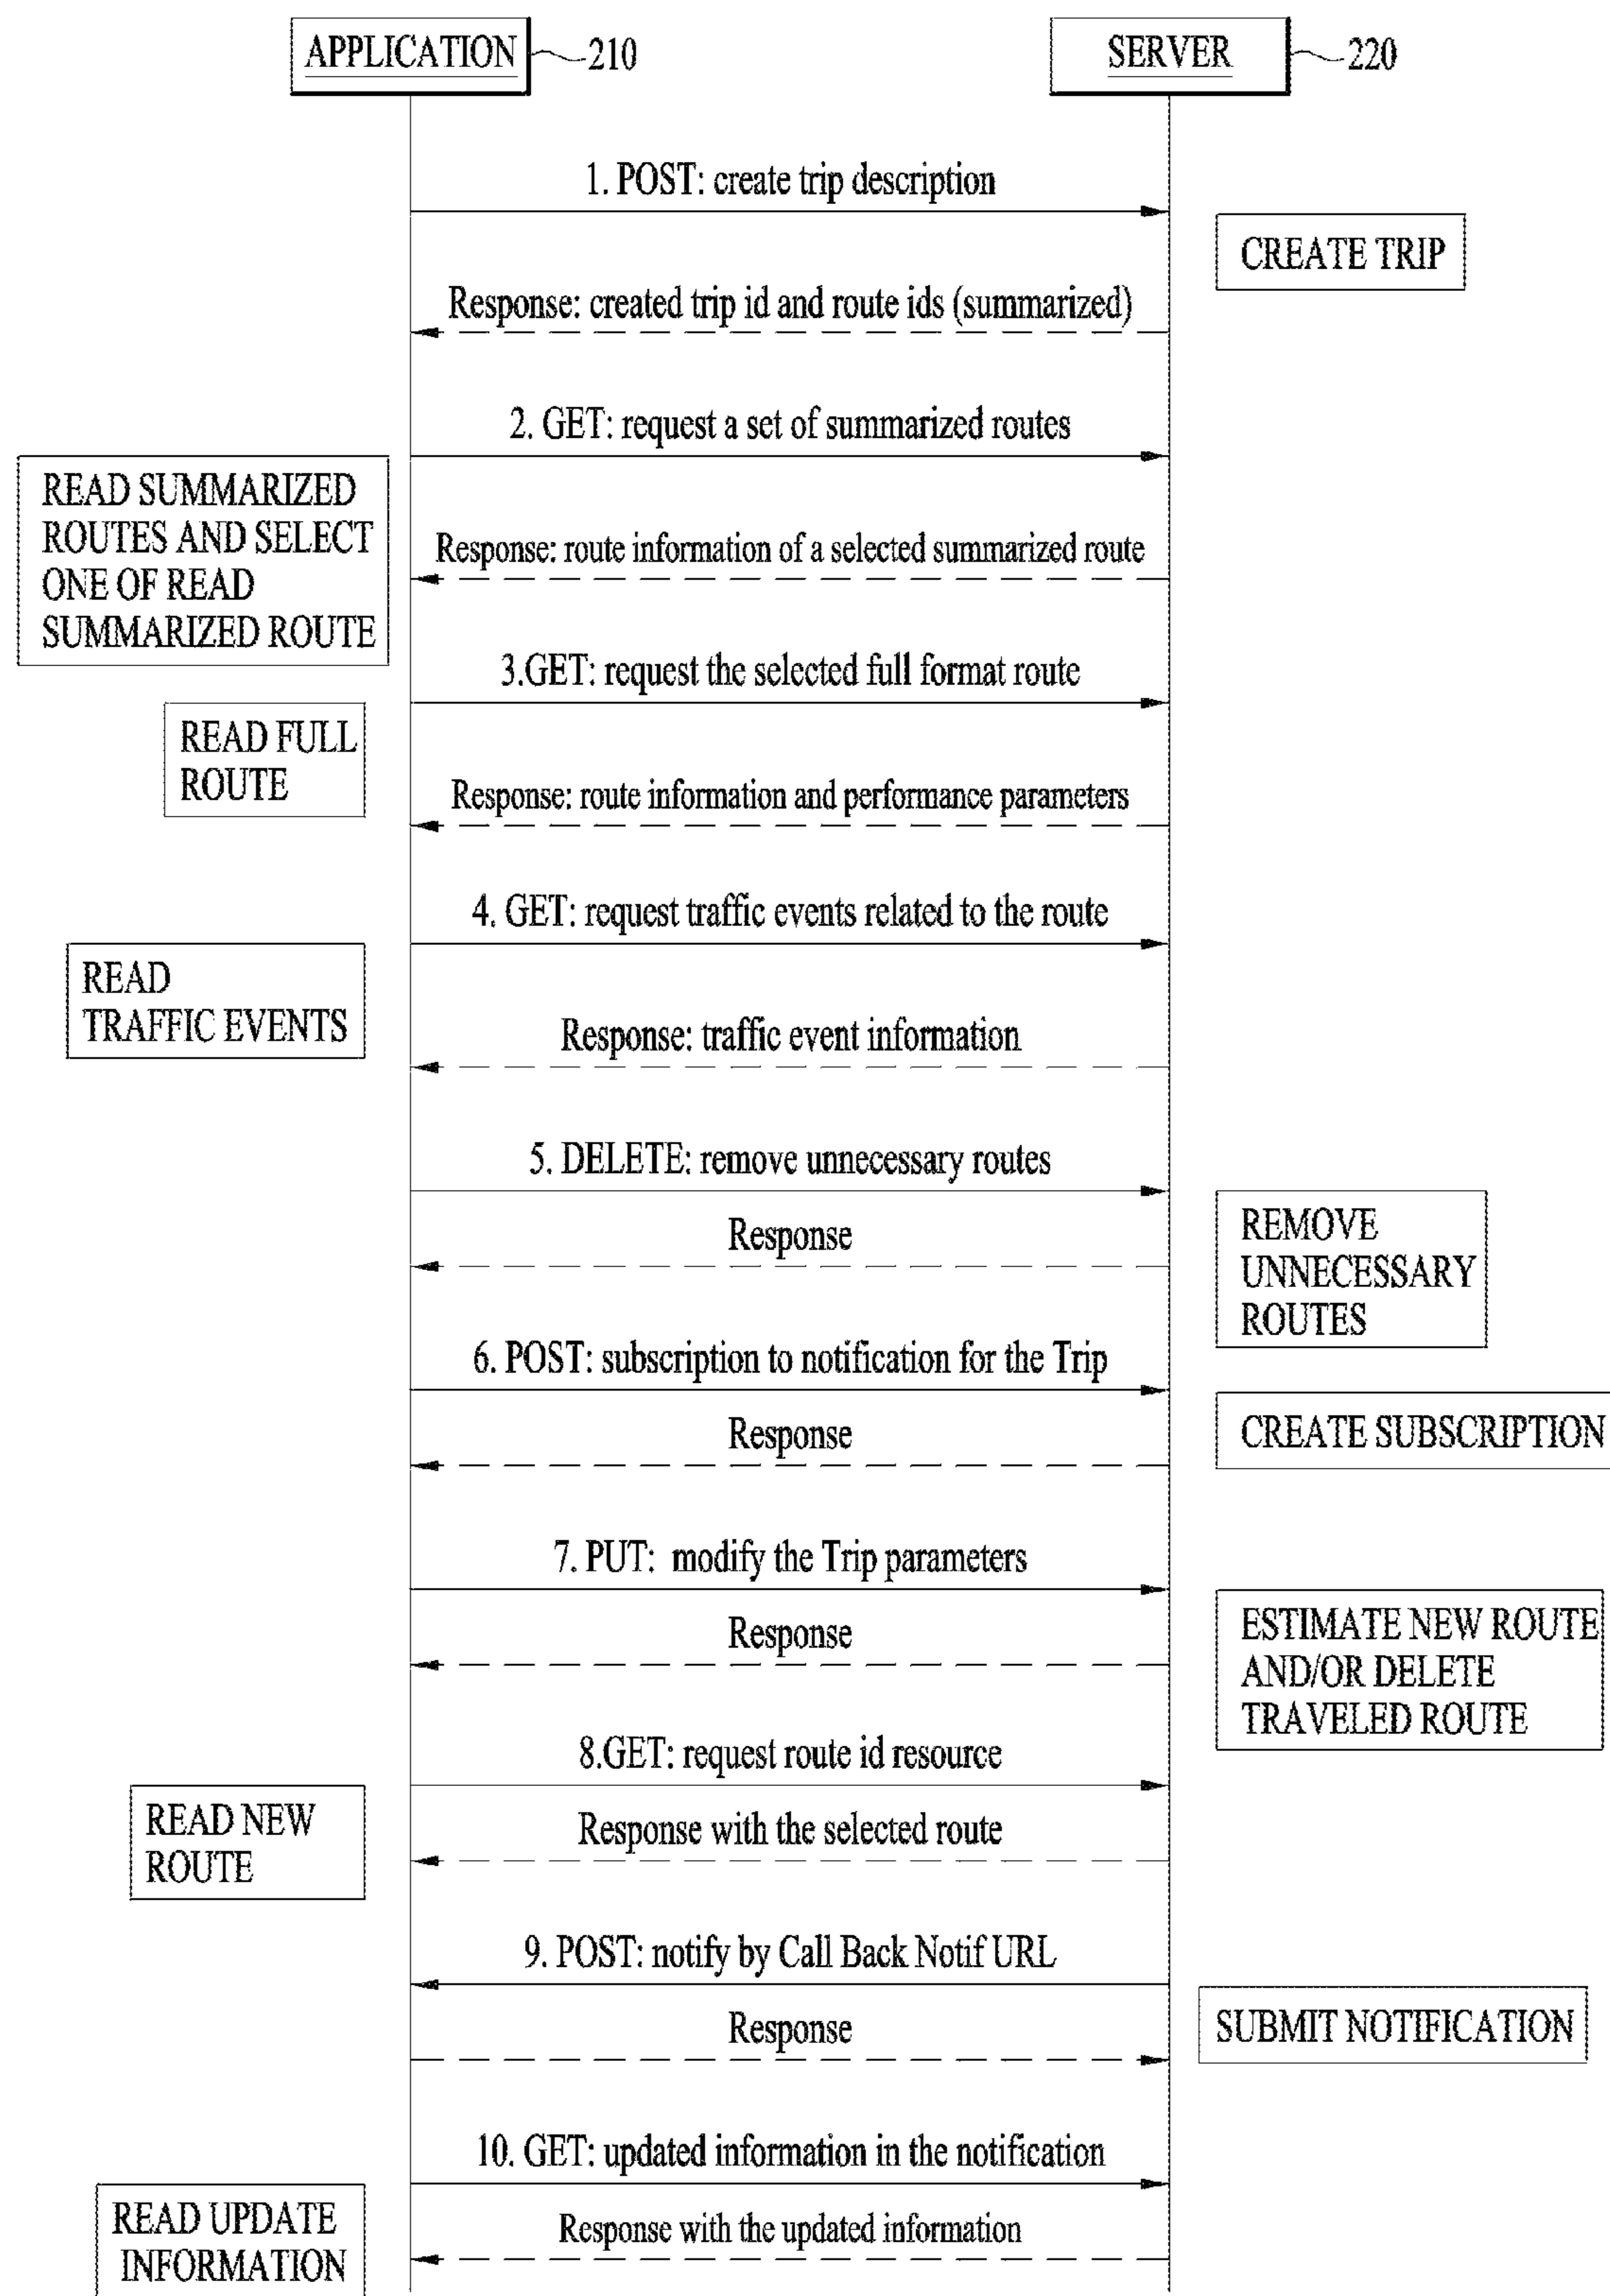 APPLICATION
210
SERVER
220
1. POST: create trip description
CREATE TRIP
Response: created trip id and route ids (summarized)
2. GET: request a set of summarized routes
READ SUMMARIZED
ROUTES AND SELECT
ONE OF READ
SUMMARIZED ROUTE
Response: route information of a selected summarized route
3.GET: request the selected full format route
READ FULL
ROUTE
Response: route information and performance parameters
4. GET: request traffic events related to the route
READ
TRAFFIC EVENTS
Response: traffic event information
5. DELETE: remove unnecessary routes
Response
REMOVE
UNNECESSARY
ROUTES
6. POST: subscription to notification for the Trip
Response
CREATE SUBSCRIPTION
7. PUT: modify the Trip parameters
Response
ESTIMATE NEW ROUTE
AND/OR DELETE
TRAVELED ROUTE
8.GET: request route id resource
READ NEW
ROUTE
Response with the selected route
9. POST: notify by Call Back Notif URL
Response
SUBMIT NOTIFICATION
10. GET: updated information in the notification
READ UPDATE
INFORMATION
Response with the updated information